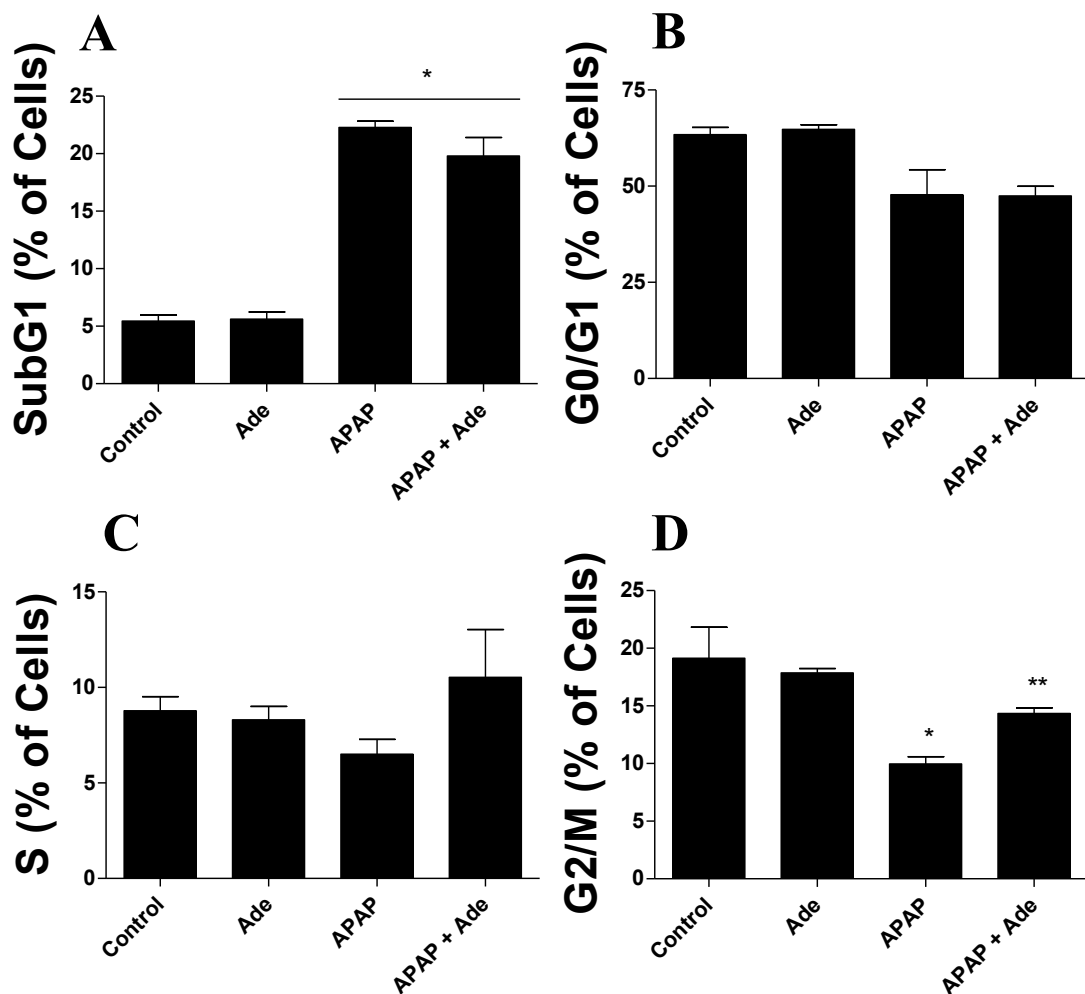 A
SubG1 (% of Cells)
25
20
15
10
5
0
*
Control
Ade
APAP
APAP + Ade
B
G0/G1 (% of Cells)
75
50
25
0
Control
Ade
APAP
APAP + Ade
C
S (% of Cells)
15
10
5
0
Control
Ade
APAP
APAP + Ade
D
G2/M (% of Cells)
25
20
15
10
5
0
*
**
Control
Ade
APAP
APAP + Ade